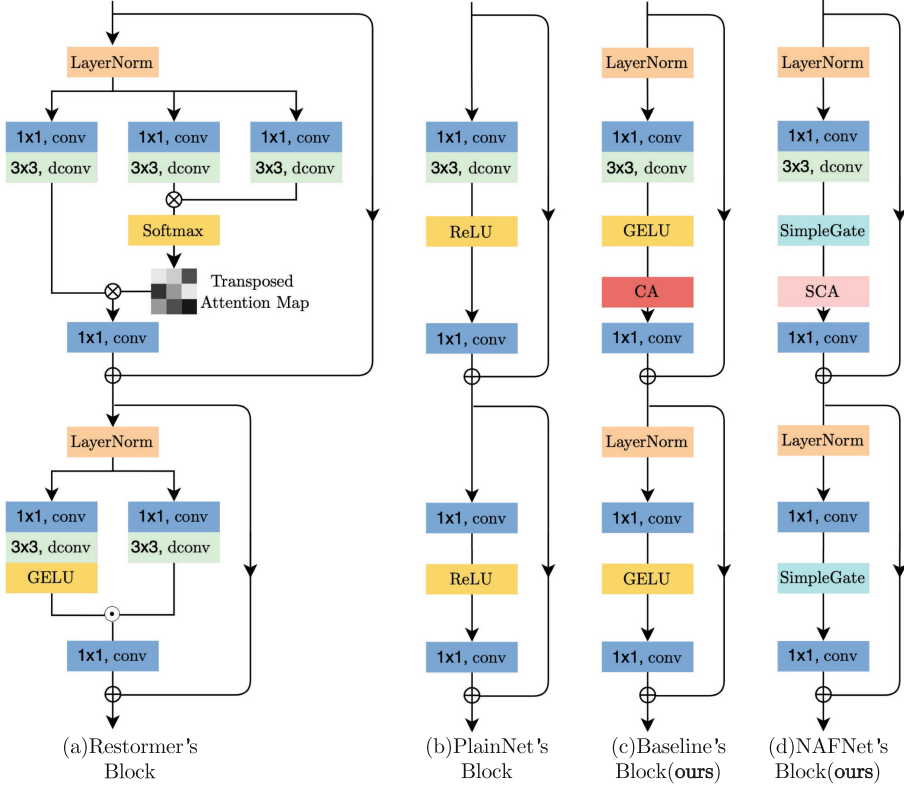 LayerNorm
1x1, conv
3x3, dconv
1x1, conv
3x3, dconv
1x1, conv
3x3, dconv
Softmax
Transposed
Attention Map
1x1, conv
LayerNorm
1x1, conv
3x3, dconv
GELU
1x1, conv
3x3, dconv
1x1, conv
(a)Restormer's
Block
1x1, conv
3x3, dconv
ReLU
1x1, conv
1x1, conv
ReLU
1x1, conv
(b)PlainNet's
Block
LayerNorm
1x1, conv
3x3, dconv
GELU
CA
1x1, conv
LayerNorm
1x1, conv
GELU
1x1, conv
(c)Baseline's
Block(ours)
LayerNorm
1x1, conv
3x3, dconv
SimpleGate
SCA
1x1, conv
LayerNorm
1x1, conv
SimpleGate
1x1, conv
(d)NAFNet's
Block(ours)